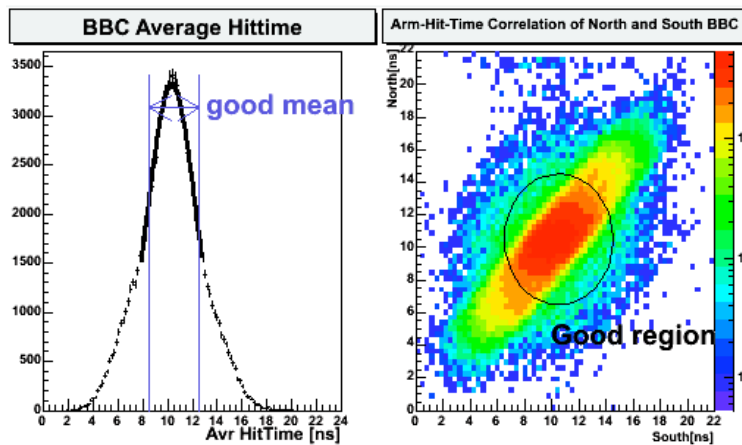 BBC Average Hittime
3500
3000
2500
2000
1500
1000
500
0
good mean
0 2 4 6 8 10 12 14 16 18 20 22 24
Avr HitTime [ns]
Arm-Hit-Time Correlation of North and South BBC
North[ns]
22
20
18
16
14
12
10
8
6
4
2
0
Good region
0 2 4 6 8 10 12 14 16 18 20 22
South[ns]